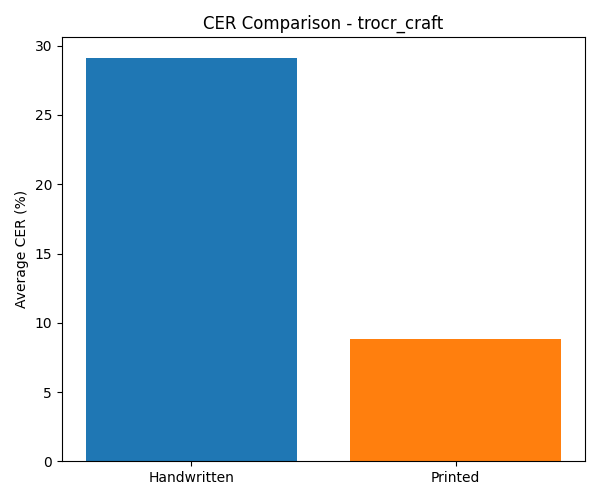 CER Comparison - trocr_craft
Average CER (%)
30
25
20
15
10
5
0
Handwritten
Printed